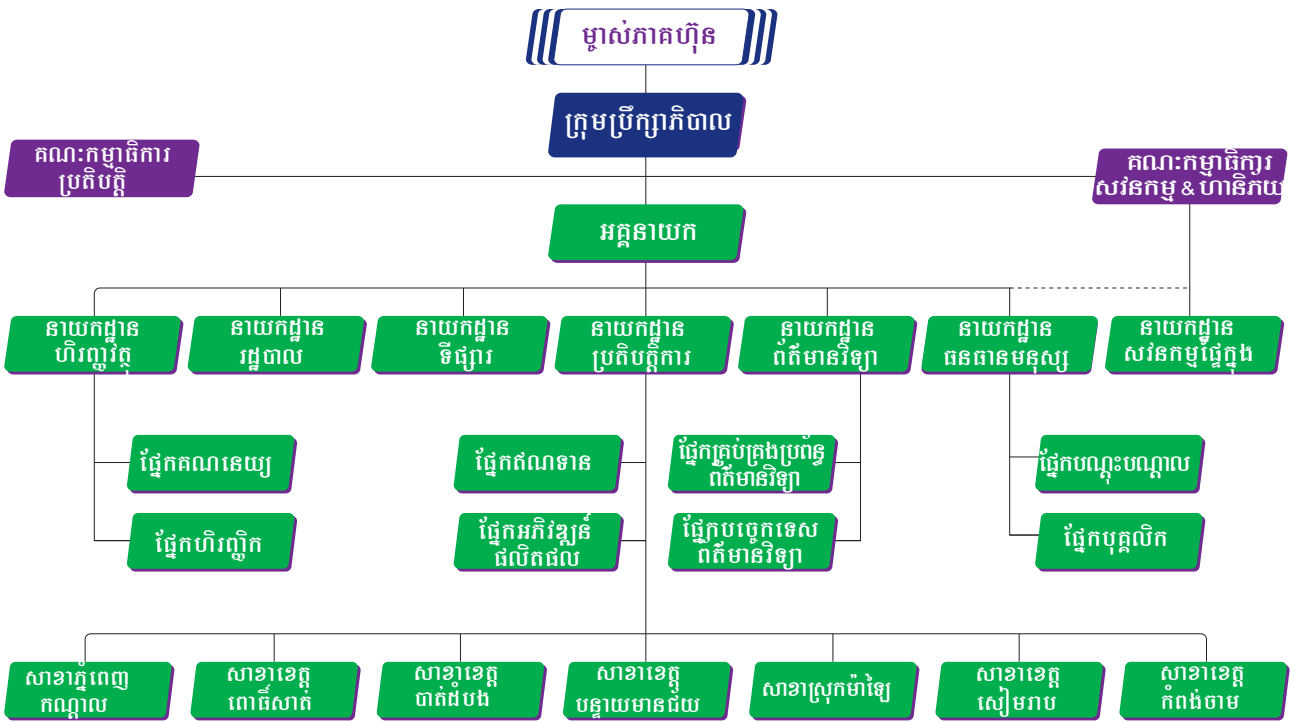 ម្ចាស់ភាគហ៊ុន
ក្រុមប្រឹក្សាភិបាល
គណៈកម្មាធិការ
ប្រតិបត្តិ
គណៈកម្មាធិការ
សវនកម្ម & ហានិភ័យ
អគ្គនាយក
នាយកដ្ឋាន
ហិរញ្ញវត្ថុ
នាយកដ្ឋាន
រដ្ឋបាល
នាយកដ្ឋាន
ទីផ្សារ
នាយកដ្ឋាន
ប្រតិបត្តិការ
នាយកដ្ឋាន
ព័ត៌មានវិទ្យា
នាយកដ្ឋាន
ធនធានមនុស្ស
នាយកដ្ឋាន
សវនកម្មផ្ទៃក្នុង
ផ្នែកគណនេយ្យ
ផ្នែកឥណទាន
ផ្នែកគ្រប់គ្រងប្រព័ន្ធ
ព័ត៌មានវិទ្យា
ផ្នែកបណ្តុះបណ្តាល
ផ្នែកហិរញ្ញិក
ផ្នែកអភិវឌ្ឍន៍
ផលិតផល
ផ្នែកបច្ចេកទេស
ព័ត៌មានវិទ្យា
ផ្នែកបុគ្គលិក
សាខាភ្នំពេញ
កណ្តាល
សាខាខេត្ត
ពោធិ៍សាត់
សាខាខេត្ត
បាត់ដំបង
សាខាខេត្ត
បន្ទាយមានជ័យ
សាខាស្រុកម៉ាឡៃ
សាខាខេត្ត
សៀមរាប
សាខាខេត្ត
កំពង់ចាម